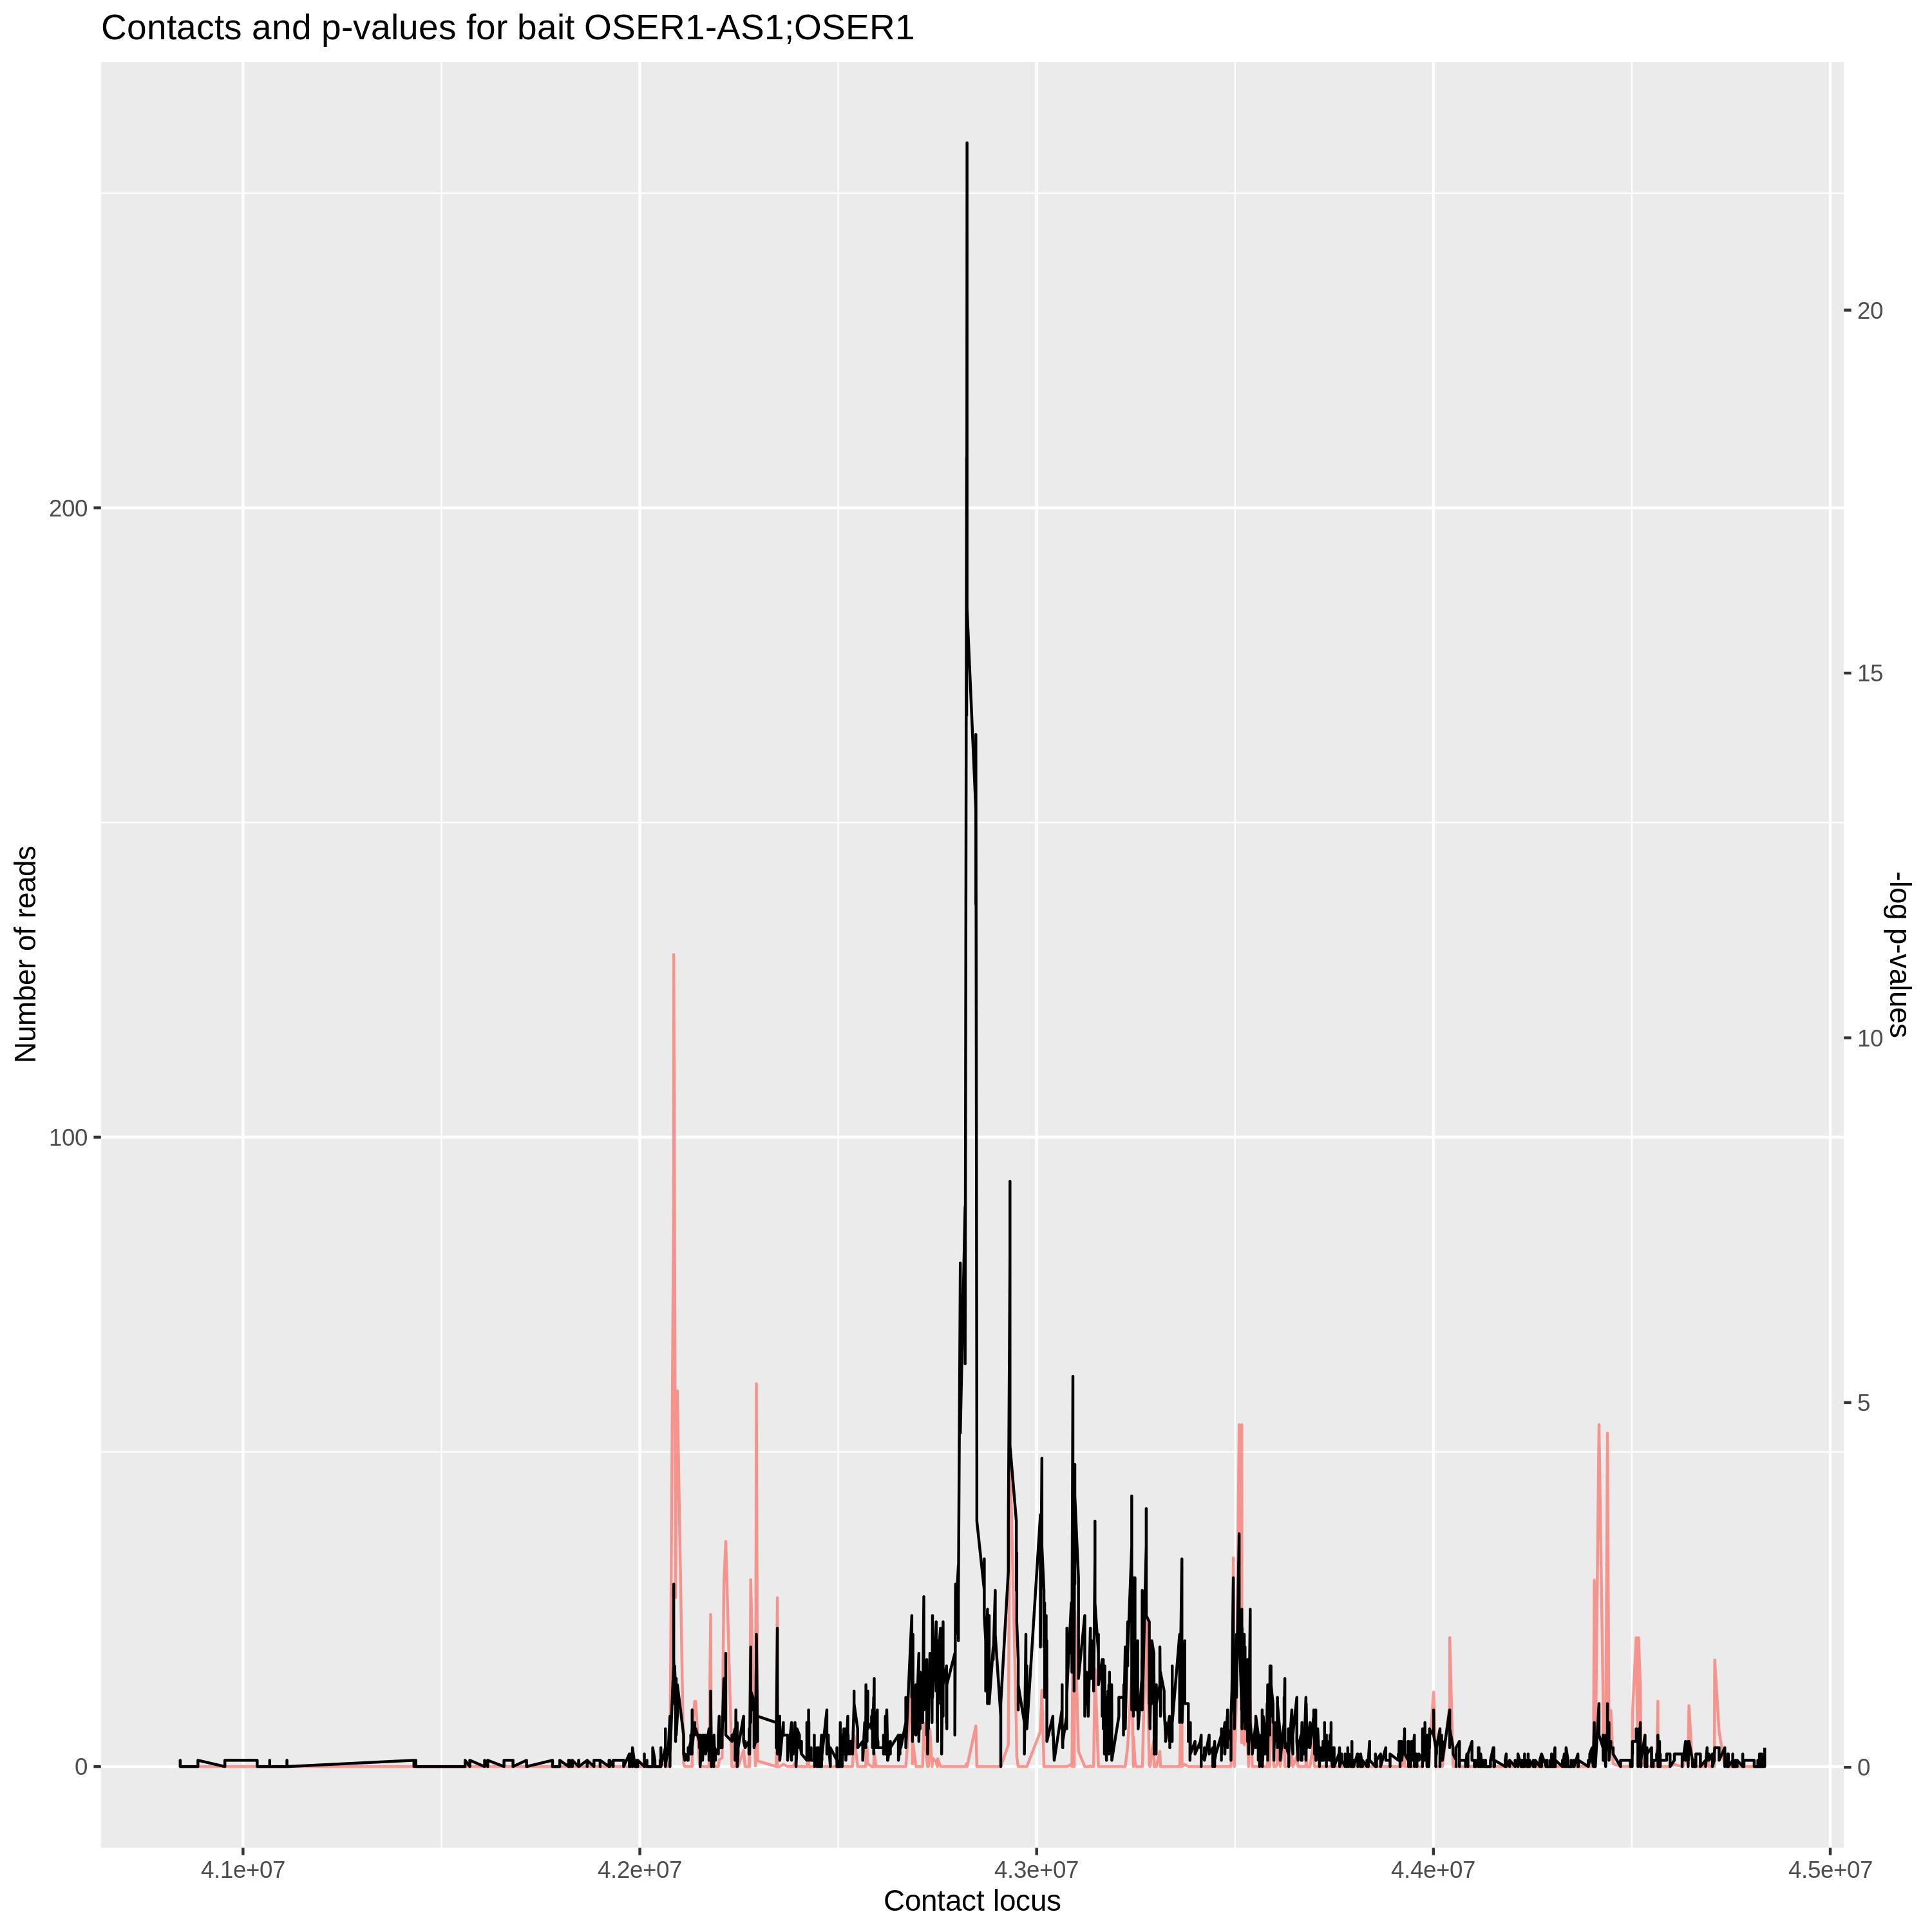 Contacts and p-values for bait OSER1-AS1;OSER1
Number of reads
200
100
0
20
15
10
5
0
-log p-values
4.1e+07
4.2e+07
4.3e+07
4.4e+07
4.5e+07
Contact locus